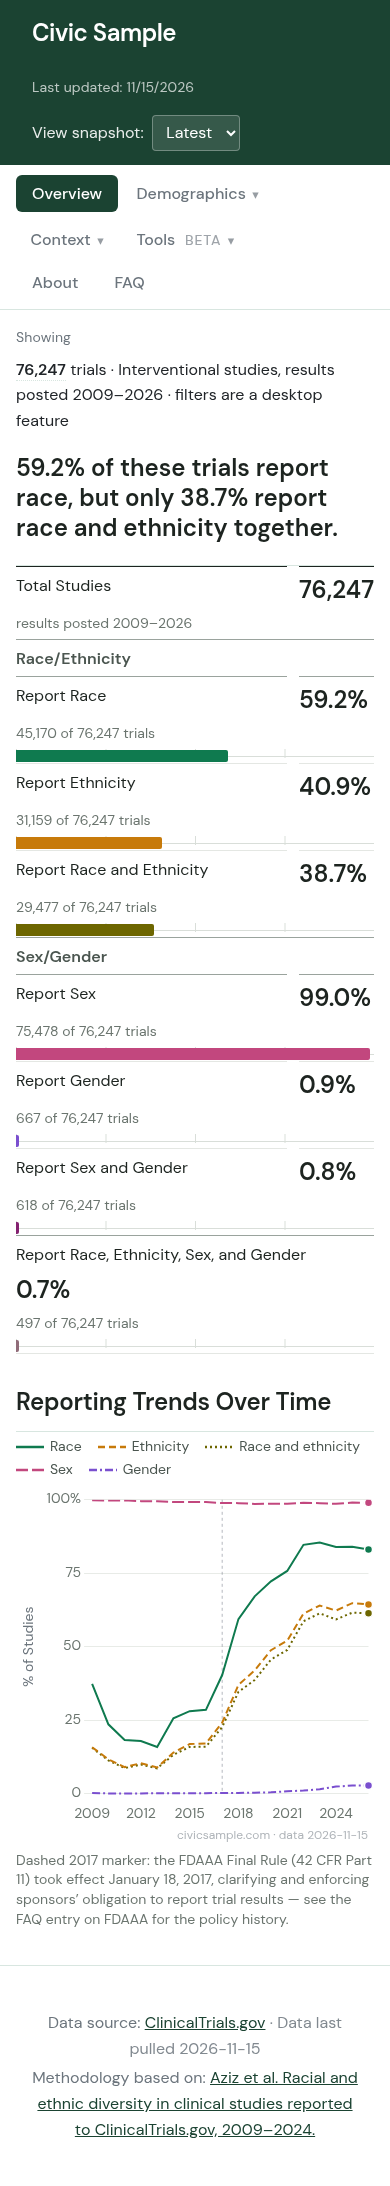 Civic Sample
Last updated: 11/15/2026
View snapshot: Latest
Overview Demographics ▾
Context ▾ Tools BETA ▾
About FAQ
Showing
76,247 trials · Interventional studies, results
posted 2009–2026 · filters are a desktop
feature
59.2% of these trials report
race, but only 38.7% report
race and ethnicity together.
Total Studies 76,247
results posted 2009–2026
Race/Ethnicity
Report Race 59.2%
45,170 of 76,247 trials
Report Ethnicity 40.9%
31,159 of 76,247 trials
Report Race and Ethnicity 38.7%
29,477 of 76,247 trials
Sex/Gender
Report Sex 99.0%
75,478 of 76,247 trials
Report Gender 0.9%
667 of 76,247 trials
Report Sex and Gender 0.8%
618 of 76,247 trials
Report Race, Ethnicity, Sex, and Gender
0.7%
497 of 76,247 trials
Reporting Trends Over Time
Race Ethnicity Race and ethnicity
Sex Gender
100%
75
50
25
0
% of Studies
2009 2012 2015 2018 2021 2024
civicsample.com · data 2026-11-15
Dashed 2017 marker: the FDAAA Final Rule (42 CFR Part
11) took effect January 18, 2017, clarifying and enforcing
sponsors’ obligation to report trial results — see the
FAQ entry on FDAAA for the policy history.
Data source: ClinicalTrials.gov · Data last
pulled 2026-11-15
Methodology based on: Aziz et al. Racial and
ethnic diversity in clinical studies reported
to ClinicalTrials.gov, 2009–2024.